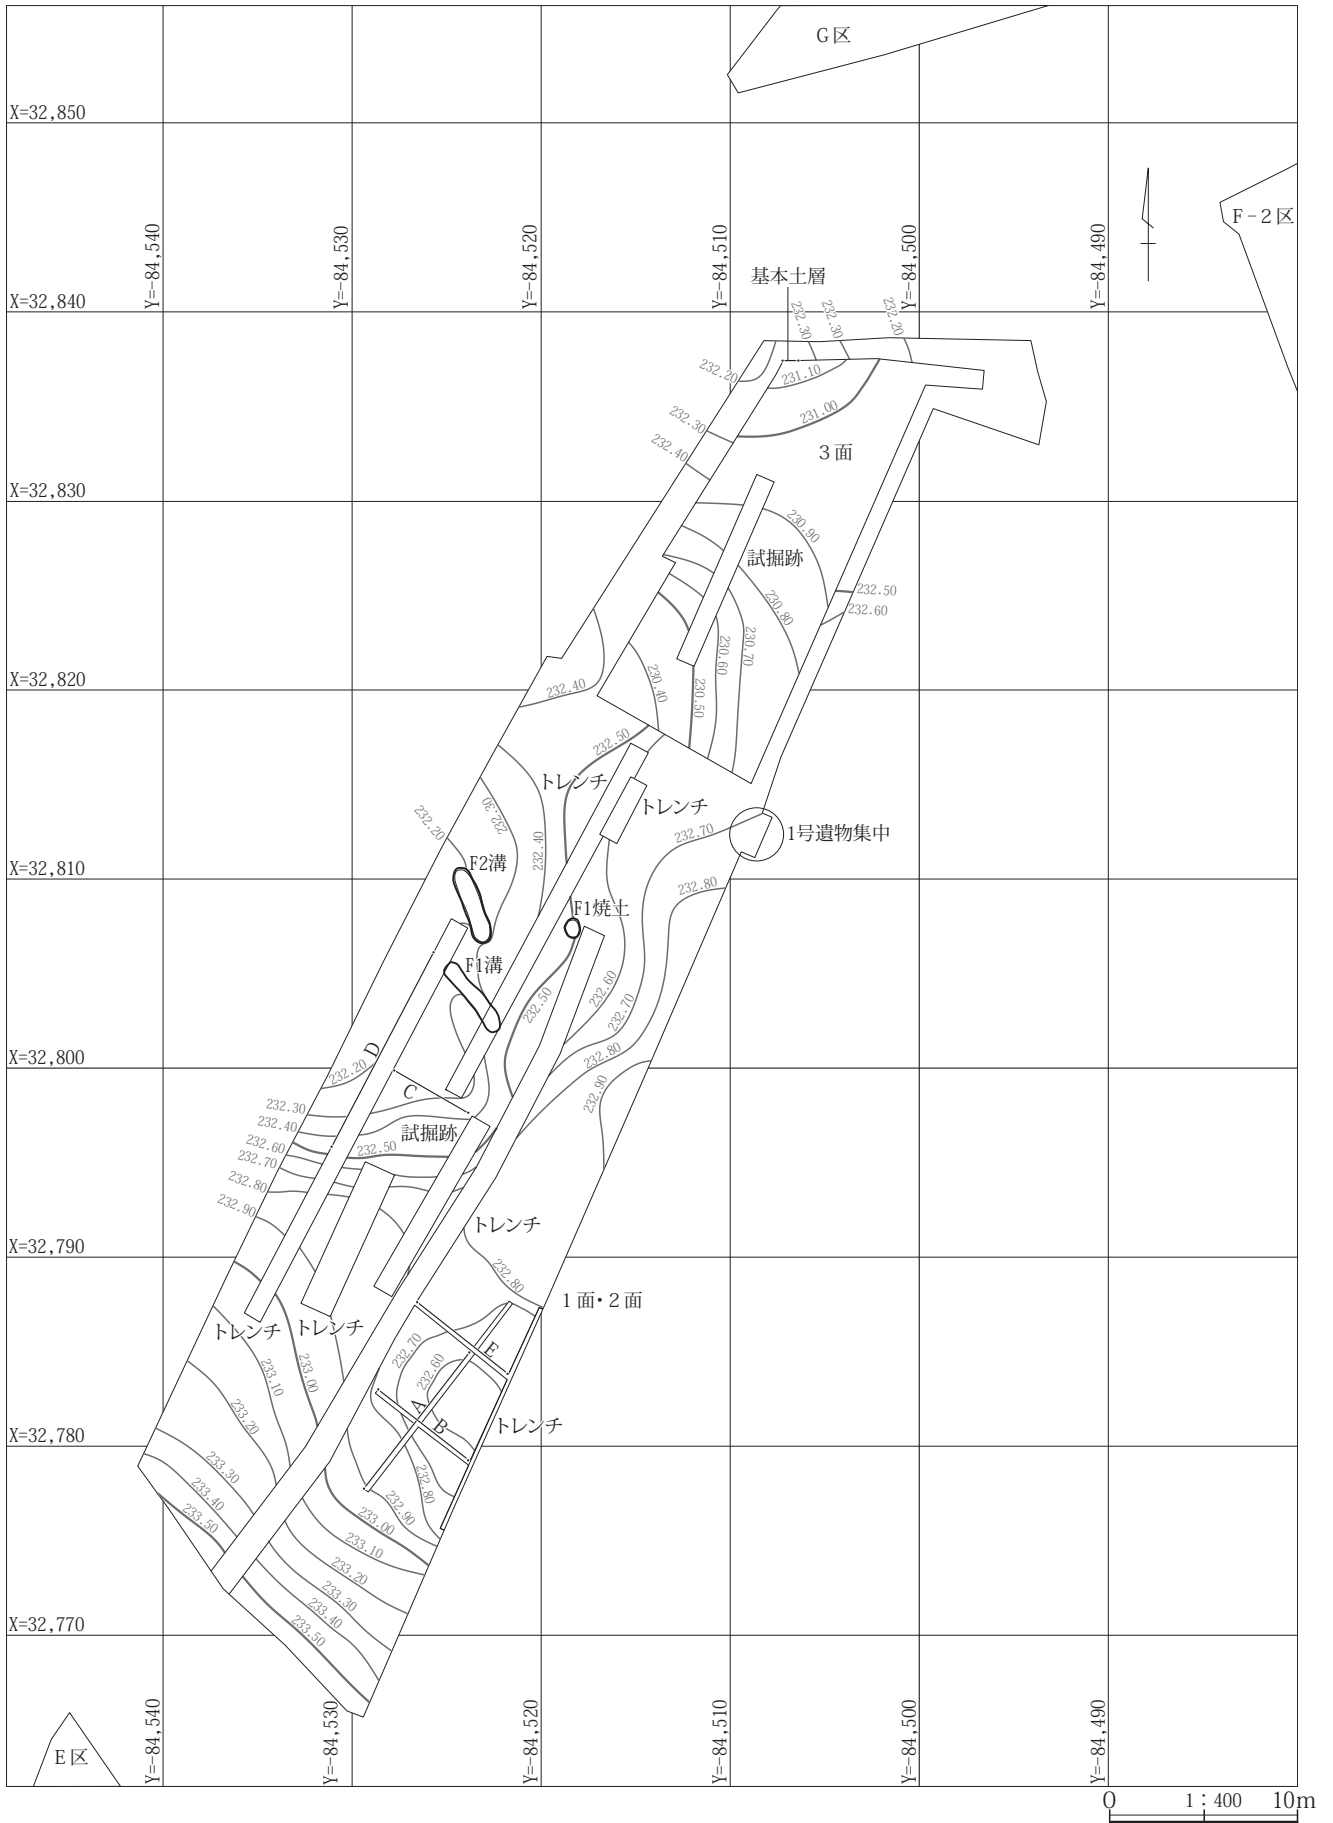 G区
X=32,850
F-2区
Y=-84,540
Y=-84,530
Y=-84,520
Y=-84,510
Y=-84,500
Y=-84,490
基本土層
X=32,840
232.30
232.30
232.20
232.20
231.10
231.00
232.30
232.40
3面
X=32,830
230.90
試掘跡
232.50
232.60
230.80
230.70
230.60
230.40
230.50
X=32,820
232.40
232.50
トレンチ
トレンチ
232.30
232.20
232.40
232.70
1号遺物集中
X=32,810
F2溝
232.80
F1焼土
F1溝
232.60
232.50
232.70
D
232.80
X=32,800
232.20
C
232.90
232.30
232.40
試掘跡
232.60
232.50
232.70
232.80
232.90
トレンチ
X=32,790
232.80
1面・2面
トレンチ
トレンチ
E
232.70
232.60
233.00
233.10
A
B
トレンチ
233.20
X=32,780
233.30
232.80
233.40
232.90
233.50
233.00
233.10
233.20
233.30
233.40
X=32,770
233.50
Y=-84,540
Y=-84,530
Y=-84,520
Y=-84,510
Y=-84,500
Y=-84,490
E区
0 1：400 10m